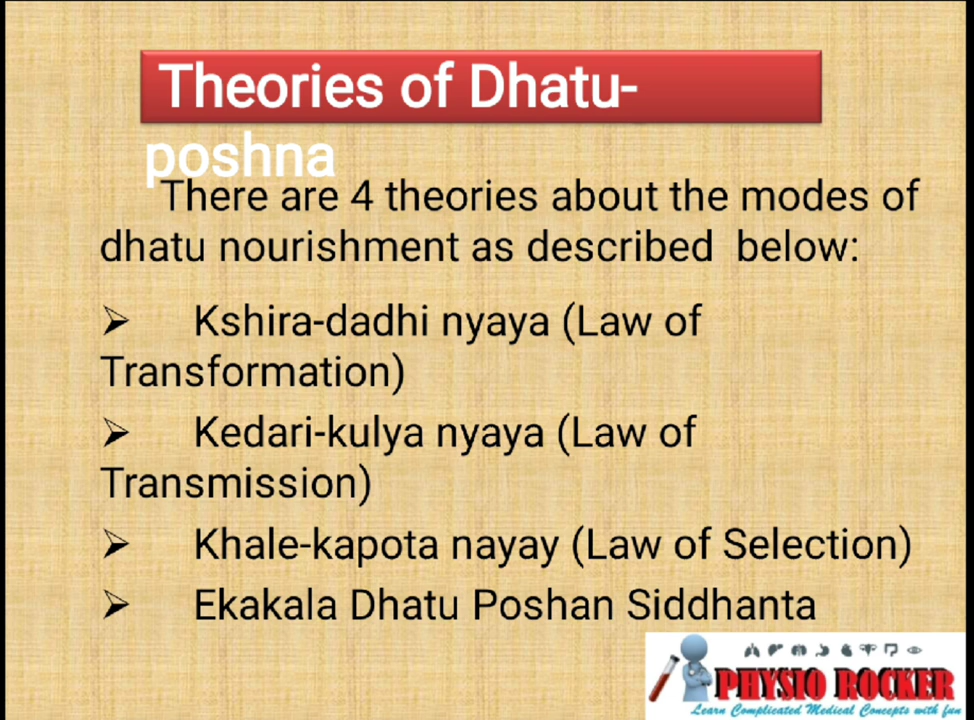 Theories of Dhatu-
poshna
There are 4 theories about the modes of
dhatu nourishment as described below:
➢ Kshira-dadhi nyaya (Law of
Transformation)
➢ Kedari-kulya nyaya (Law of
Transmission)
➢ Khale-kapota nayay (Law of Selection)
➢ Ekakala Dhatu Poshan Siddhanta
PHYSIO ROCKER
Learn Complicated Medical Concepts with fun